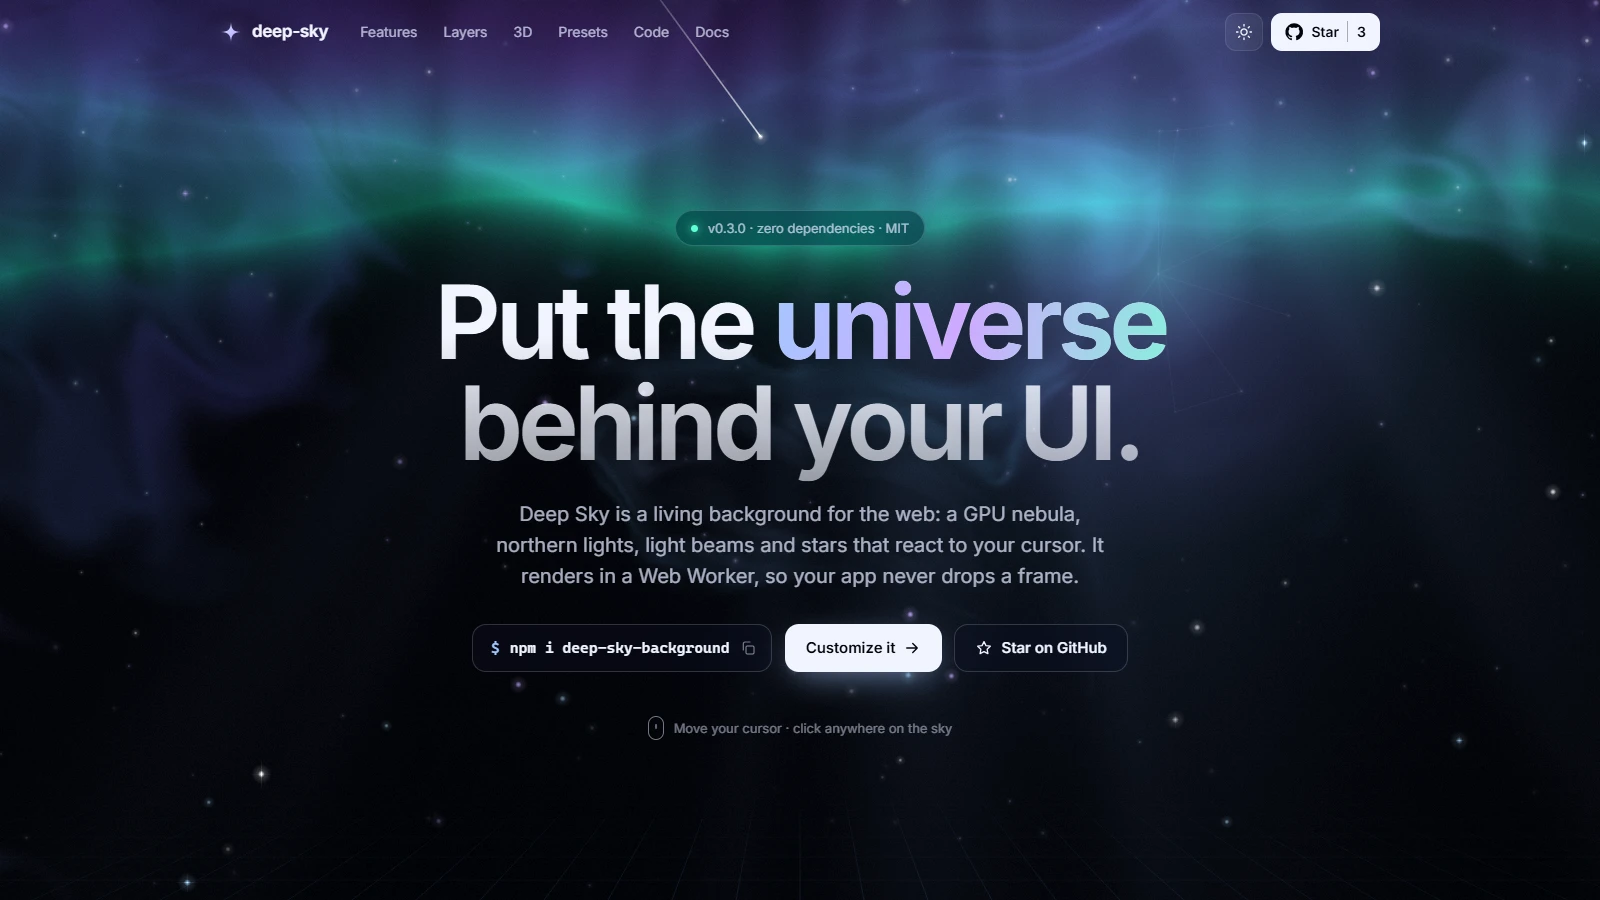 deep-sky
Features
Layers
3D
Presets
Code
Docs
Star
3
v0.3.0 · zero dependencies · MIT
Put the universe
behind your UI.
Deep Sky is a living background for the web: a GPU nebula,
northern lights, light beams and stars that react to your cursor. It
renders in a Web Worker, so your app never drops a frame.
$ npm i deep-sky-background
Customize it →
Star on GitHub
Move your cursor · click anywhere on the sky